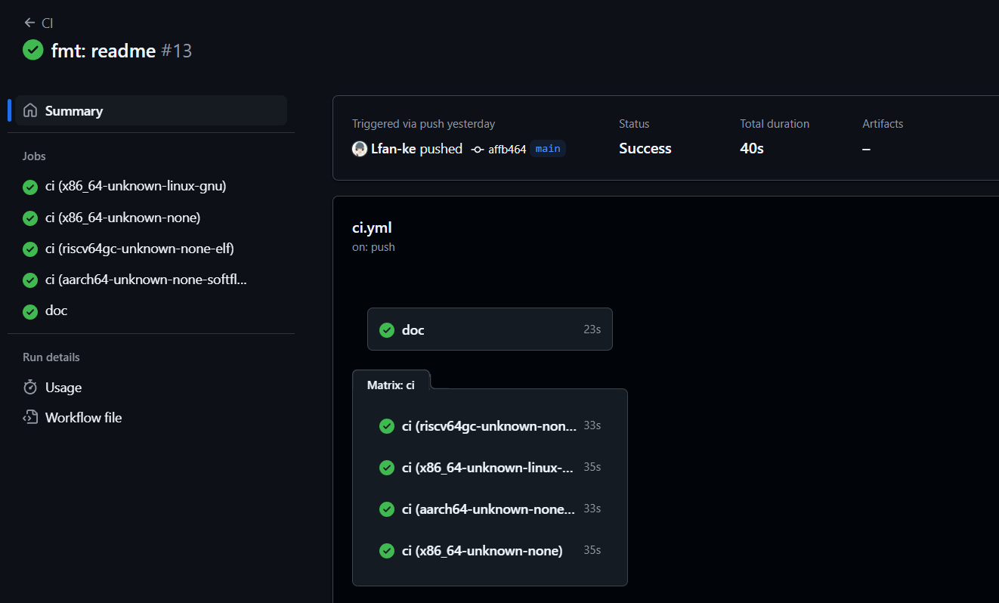 CI
fmt: readme #13
Summary
Jobs
ci (x86_64-unknown-linux-gnu)
ci (x86_64-unknown-none)
ci (riscv64gc-unknown-none-elf)
ci (aarch64-unknown-none-softfl...
doc
Run details
Usage
Workflow file
Triggered via push yesterday
Lfan-ke pushed affb464 main
Status
Success
Total duration
40s
Artifacts
–
ci.yml
on: push
doc 23s
Matrix: ci
ci (riscv64gc-unknown-non... 33s
ci (x86_64-unknown-linux-... 35s
ci (aarch64-unknown-none... 33s
ci (x86_64-unknown-none) 35s